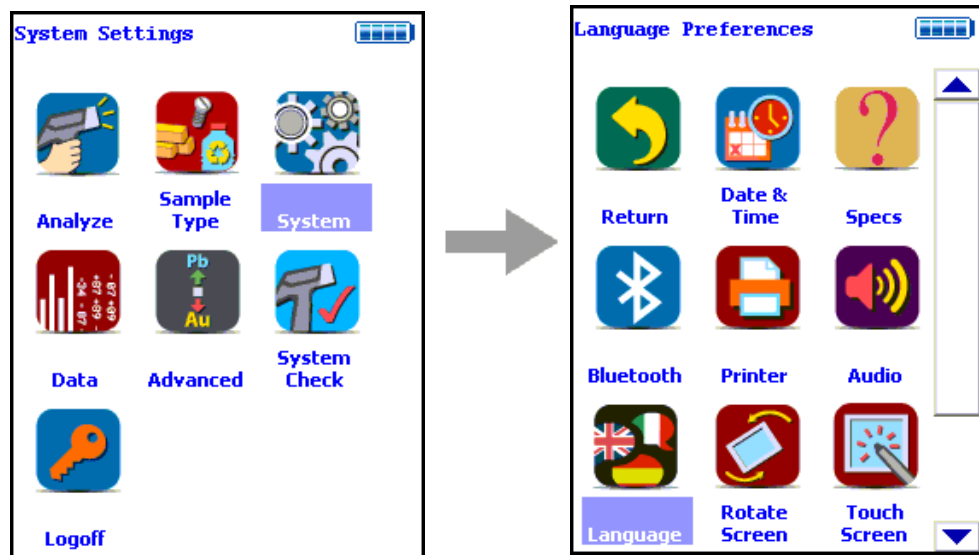 System Settings
Analyze
Sample
Type
System
Pb
Au
Data
Advanced
System
Check
Logoff
Language Preferences
Return
Date &
Time
?
Specs
Bluetooth
Printer
Audio
Language
Rotate
Screen
Touch
Screen